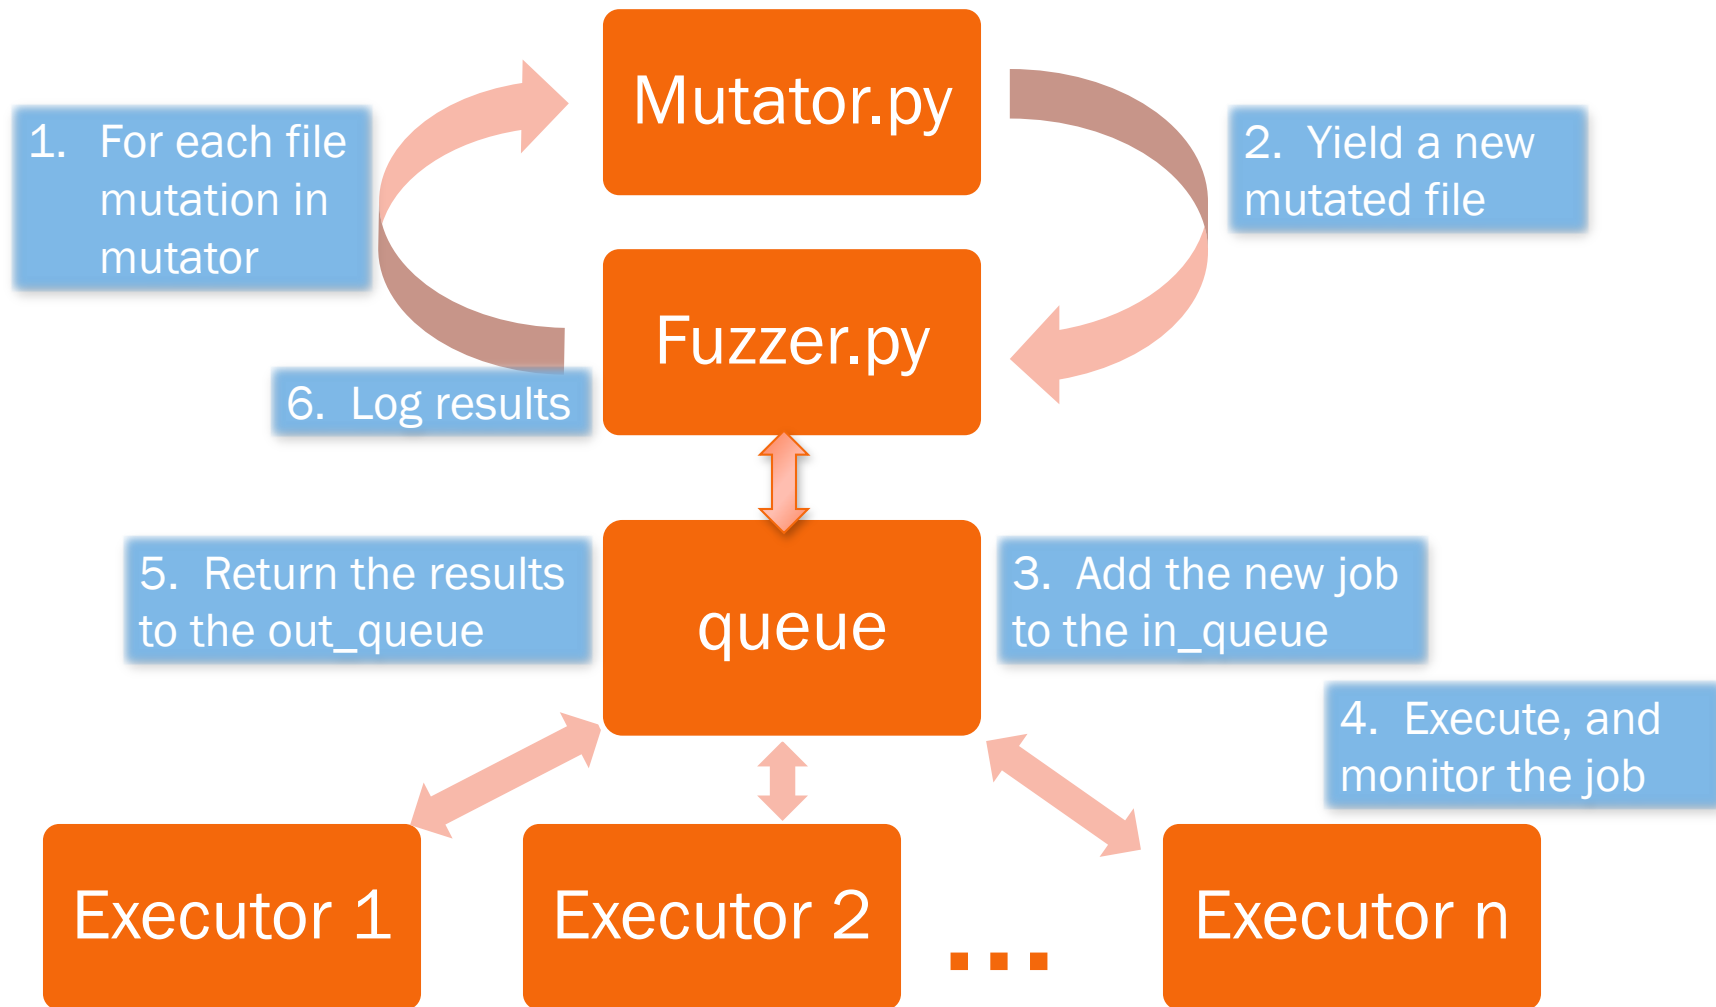 Mutator.py
1. For each file
mutation in
mutator
2. Yield a new
mutated file
Fuzzer.py
6. Log results
5. Return the results
to the out_queue
queue
3. Add the new job
to the in_queue
4. Execute, and
monitor the job
Executor 1
Executor 2
...
Executor n